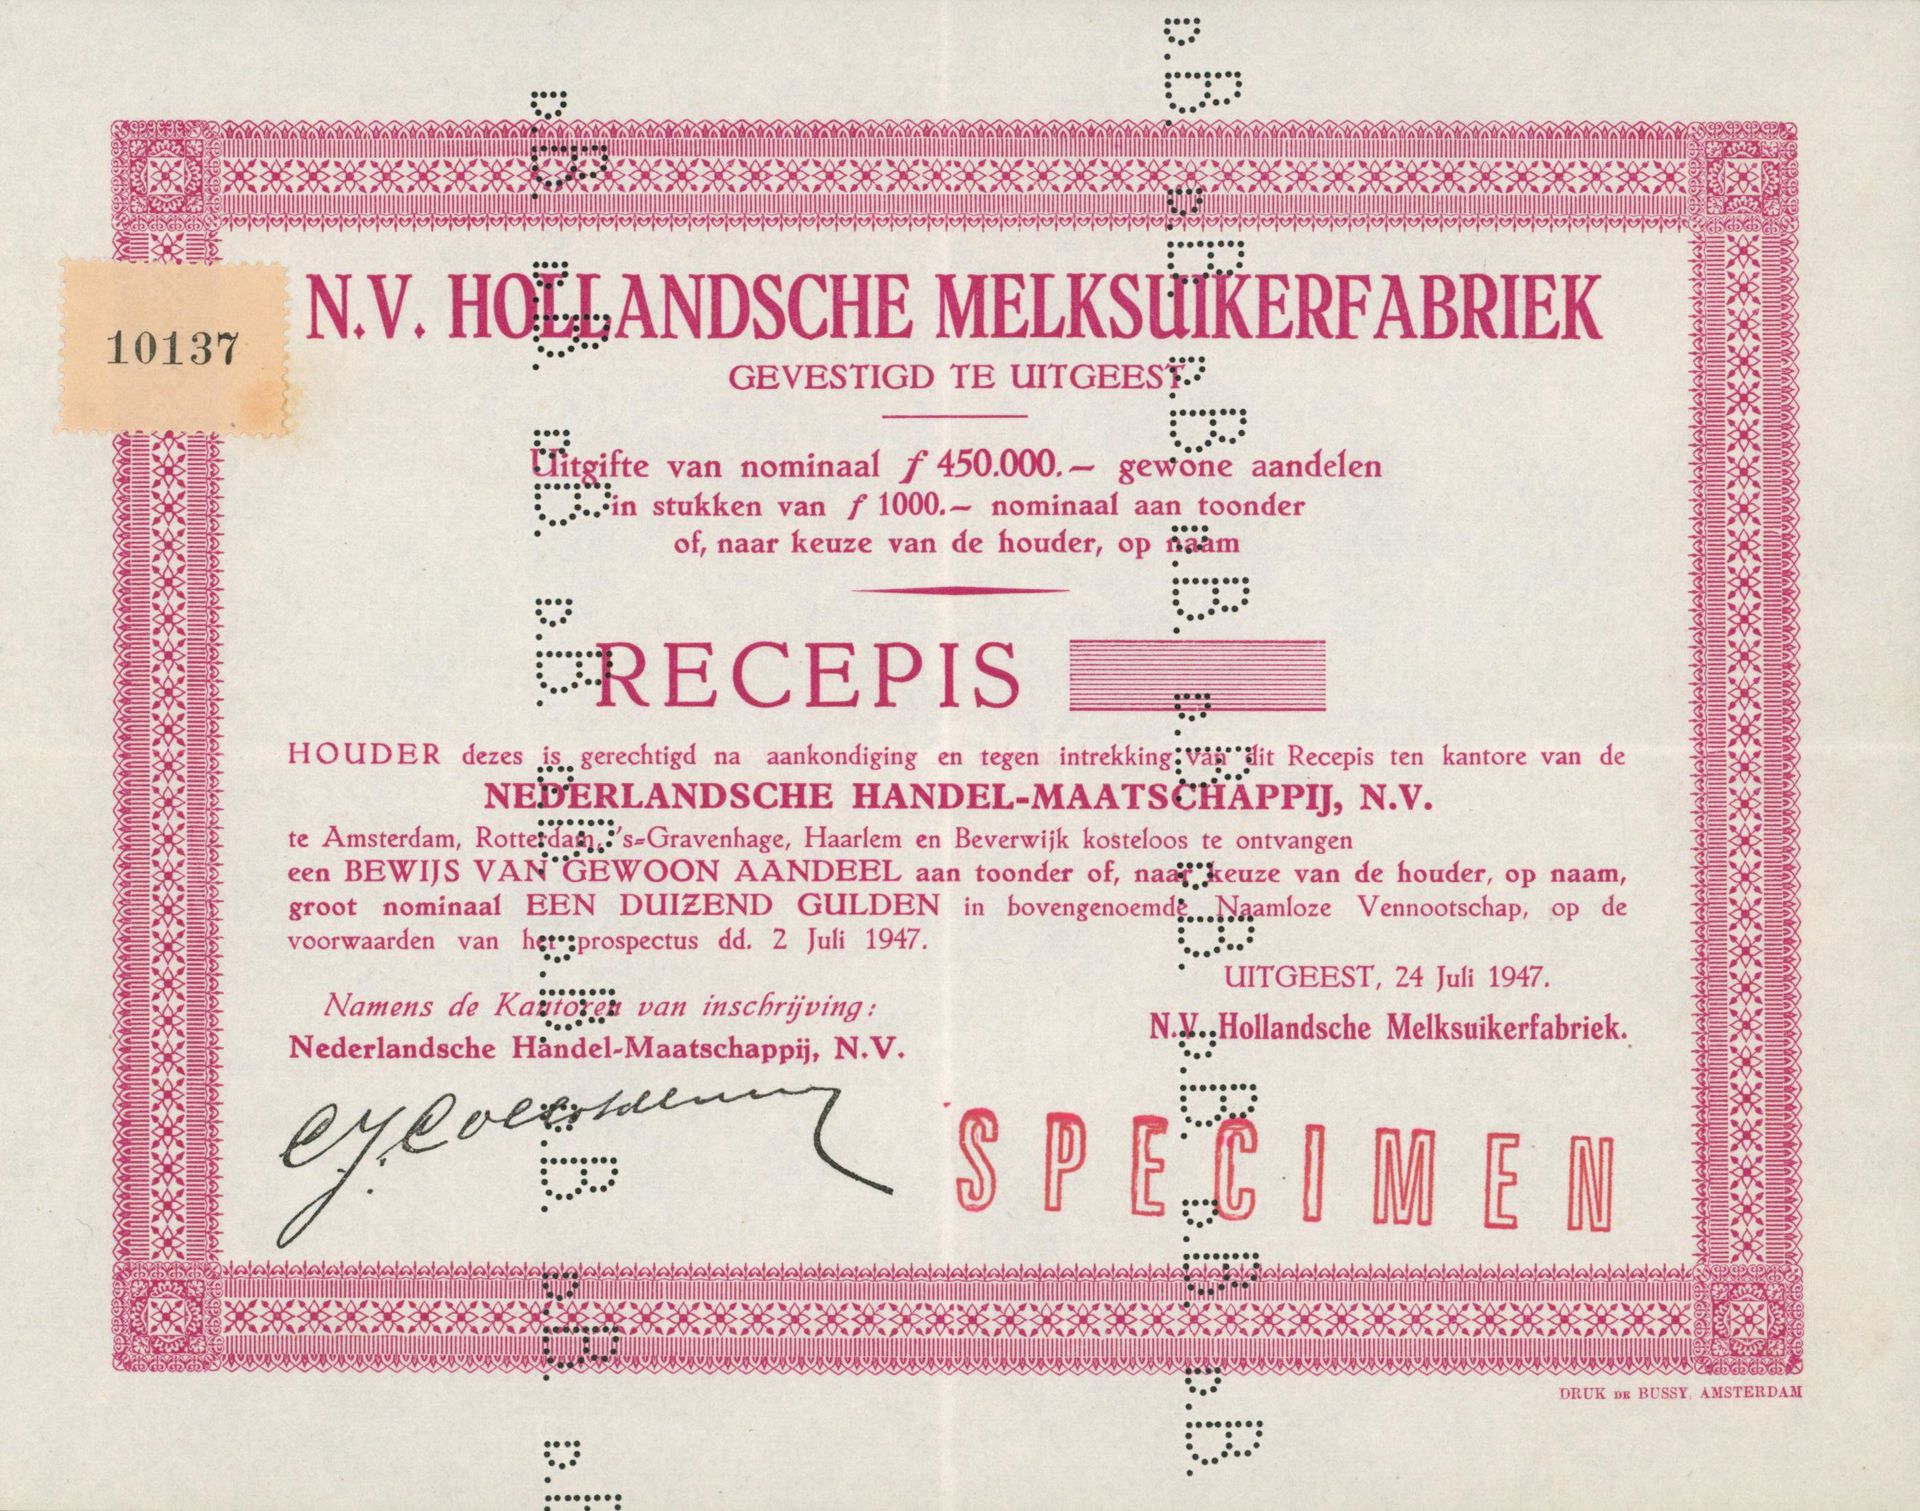 10137
N.V. HOLLANDSCHE MELKSUIKERFABRIEK
GEVESTIGD TE UITGEEST
Uitgifte van nominaal ƒ 450.000.— gewone aandelen
in stukken van ƒ 1000.— nominaal aan toonder
of, naar keuze van de houder, op naam
RECEPIS
HOUDER dezes is gerechtigd na aankondiging en tegen intrekking van dit Recepis ten kantore van de
NEDERLANDSCHE HANDEL-MAATSCHAPPIJ, N.V.
te Amsterdam, Rotterdam, 's-Gravenhage, Haarlem en Beverwijk kosteloos te ontvangen
een BEWIJS VAN GEWOON AANDEEL aan toonder of, naar keuze van de houder, op naam,
groot nominaal EEN DUIZEND GULDEN in bovengenoemde Naamloze Vennootschap, op de
voorwaarden van het prospectus dd. 2 Juli 1947.
UITGEEST, 24 Juli 1947.
Namens de Kantoren van inschrijving:
N.V. Hollandsche Melksuikerfabriek.
Nederlandsche Handel-Maatschappij, N.V.
SPECIMEN
DRUK DE BUSSY, AMSTERDAM